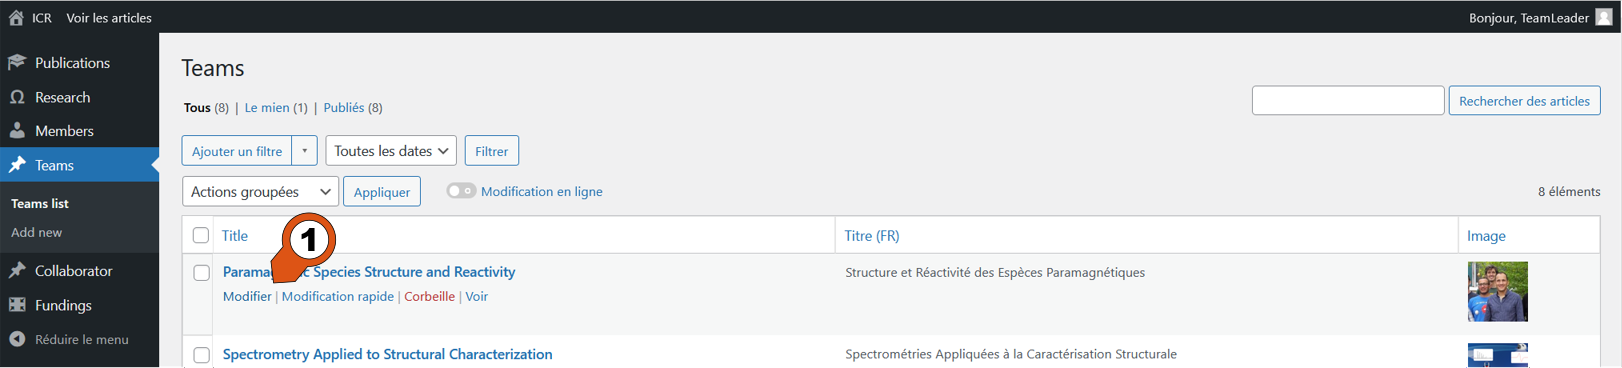 ICR Voir les articles Bonjour, TeamLeader
Publications
Research
Members
Teams
Teams list
Add new
Collaborator
Fundings
Réduire le menu
Teams
Tous (8) | Le mien (1) | Publiés (8)
Rechercher des articles
Ajouter un filtre Toutes les dates Filtrer
Actions groupées Appliquer Modification en ligne 8 éléments
Title Titre (FR) Image
1
Species Structure and Reactivity Structure et Réactivité des Espèces Paramagnétiques
Modifier | Modification rapide | Corbeille | Voir
Spectrometry Applied to Structural Characterization Spectrométries Appliquées à la Caractérisation Structurale